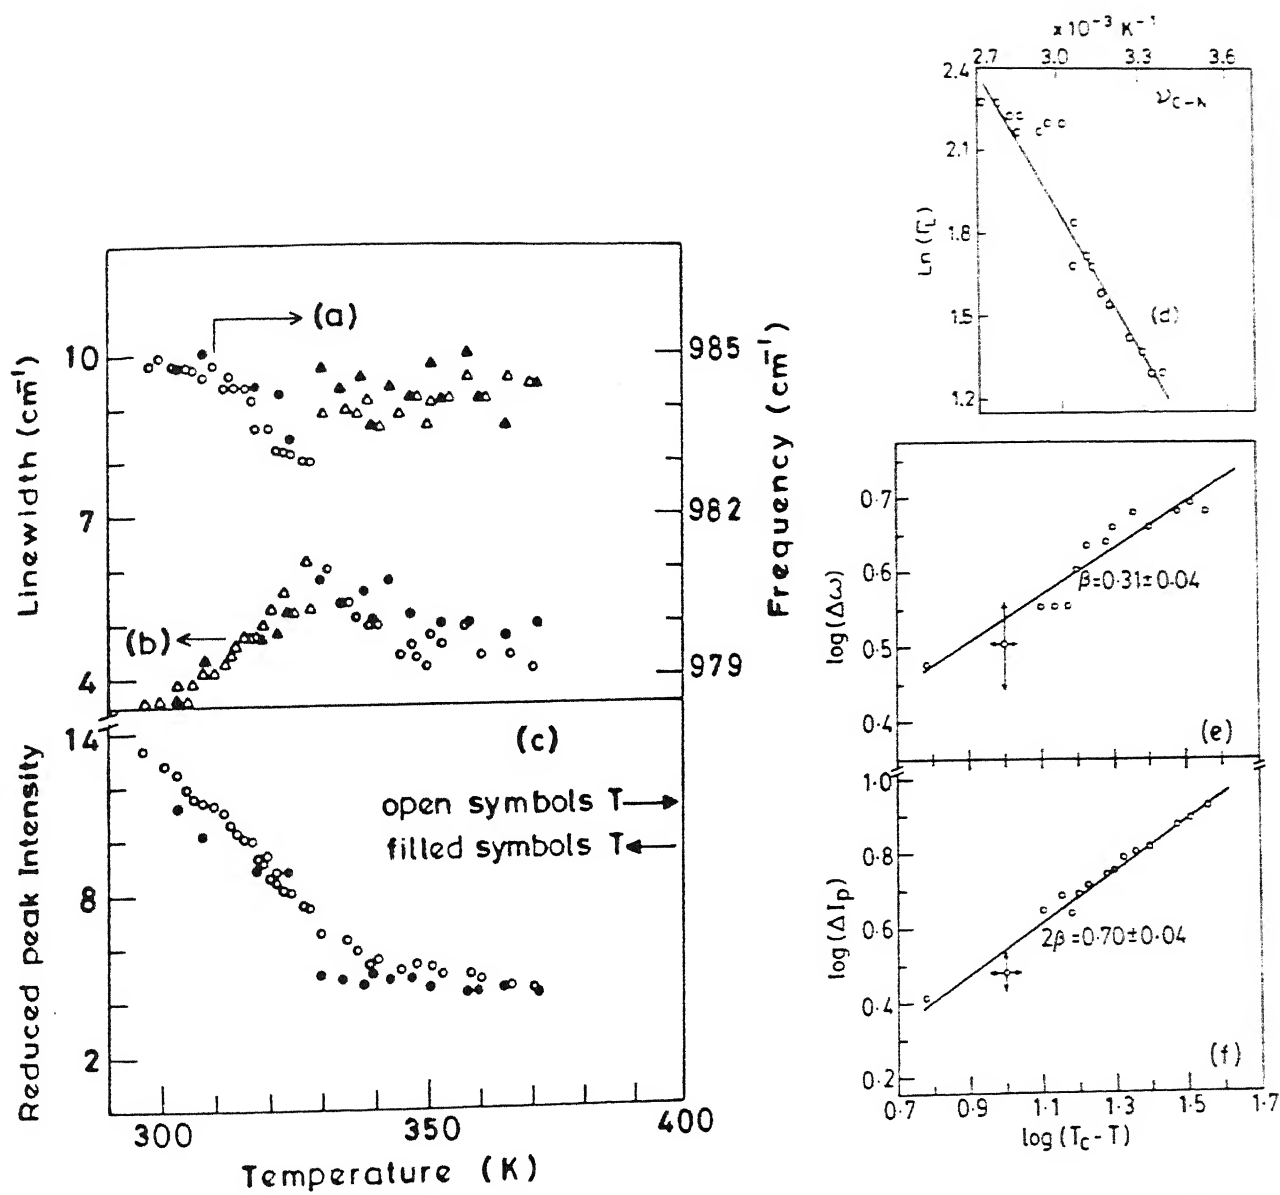 (a)
(b)
10
7
4
Linewidth (cm⁻¹)
985
982
979
Frequency (cm⁻¹)
(c)
open symbols T→
filled symbols T←
14
8
2
Reduced peak Intensity
300
350
400
Temperature (K)
x10⁻³ K⁻¹
2.7 3.0 3.3 3.6
2.4
2.1
1.8
1.5
1.2
Ln (Γ_L)
(d)
0.7
0.6
0.5
0.4
log(Δω)
β=0.31±0.04
(e)
1.0
0.8
0.6
0.4
0.2
log(ΔI_p)
2β=0.70±0.04
(f)
0.7 0.9 1.1 1.3 1.5 1.7
log(T_C-T)